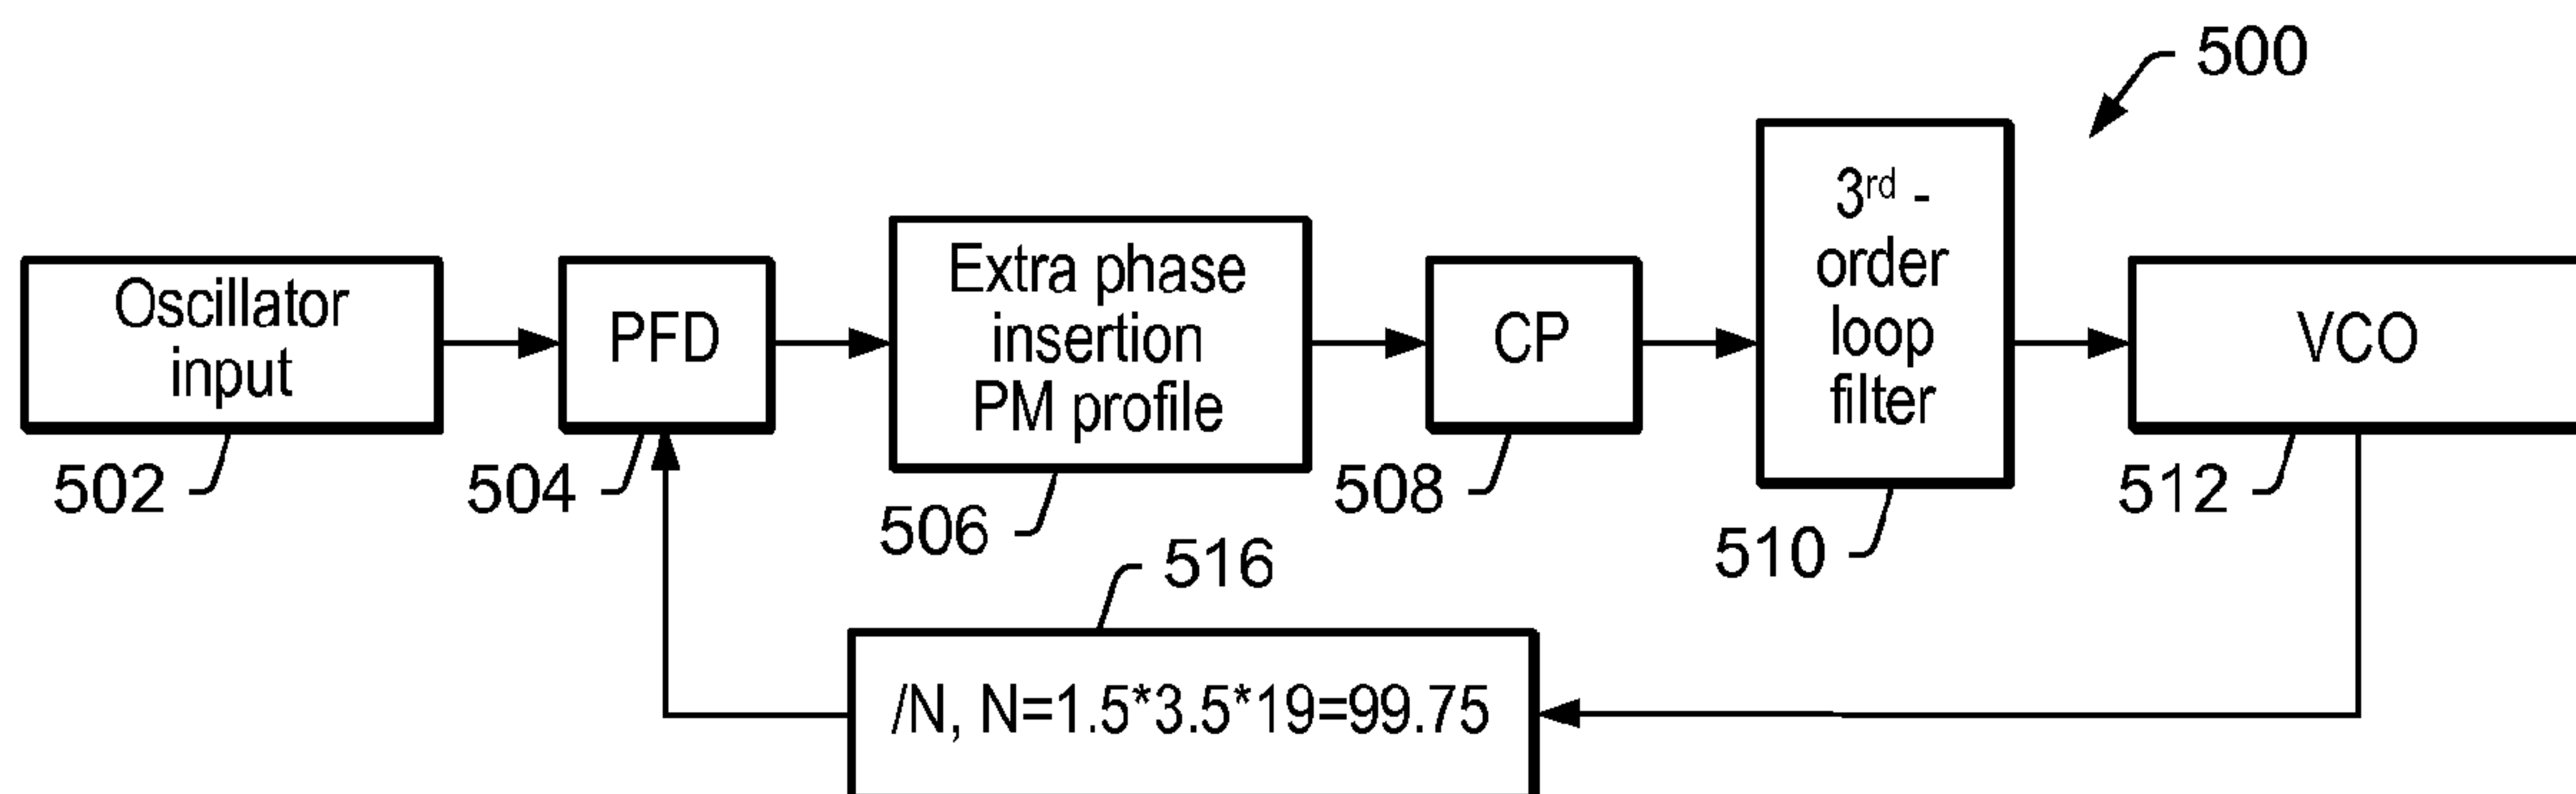 500
Oscillator
input
PFD
Extra phase
insertion
PM profile
CP
3rd -
order
loop
filter
VCO
502
504
506
508
510
512
516
/N, N=1.5*3.5*19=99.75